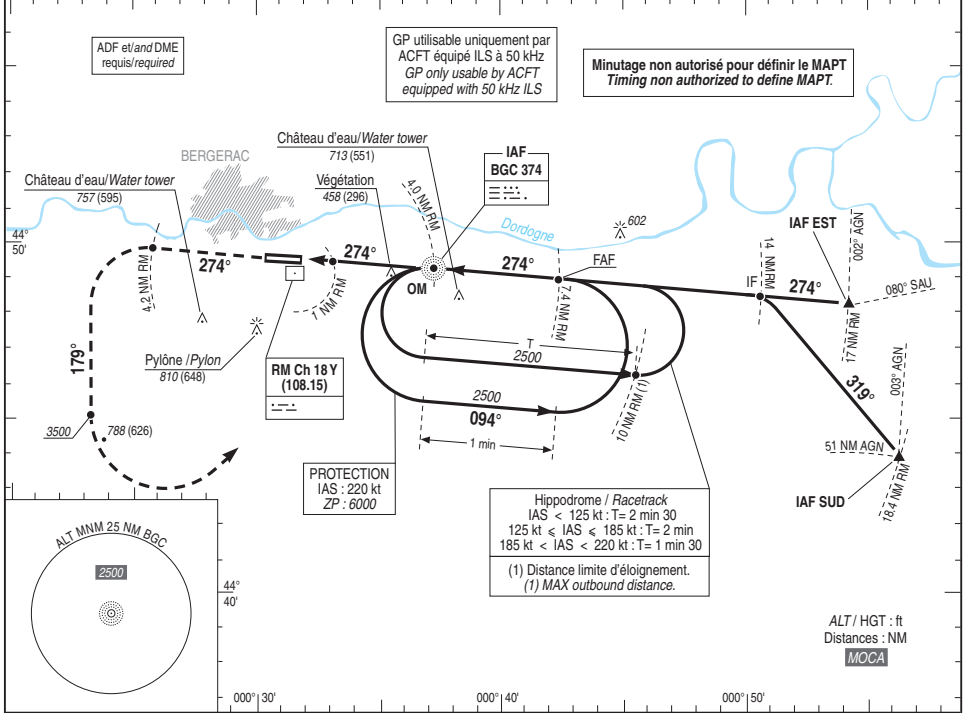 ADF et/and DME
requis/required
GP utilisable uniquement par
ACFT équipé ILS à 50 kHz
GP only usable by ACFT
equipped with 50 kHz ILS
Minutage non autorisé pour définir le MAPT
Timing non authorized to define MAPT.
BERGERAC
Château d'eau/Water tower
713 (551)
IAF
BGC 374
Château d'eau/Water tower
757 (595)
Végétation
458 (296)
4.0 NM RM
Dordogne
602
IAF EST
002° AGN
44°
50'
274°
274°
FAF
14 NM RM
IF
274°
080° SAU
4.2 NM RM
1 NM RM
OM
7.4 NM RM
17 NM RM
T
2500
179°
Pylône /Pylon
810 (648)
RM Ch 18 Y
(108.15)
2500
094°
1 min
10 NM RM (1)
319°
003° AGN
3500
788 (626)
51 NM AGN
IAF SUD
18.4 NM RM
PROTECTION
IAS : 220 kt
ZP : 6000
Hippodrome / Racetrack
IAS < 125 kt : T= 2 min 30
125 kt ⩽ IAS ⩽ 185 kt : T= 2 min
185 kt < IAS < 220 kt : T= 1 min 30
(1) Distance limite d'éloignement.
(1) MAX outbound distance.
ALT MNM 25 NM BGC
2500
44°
40'
ALT / HGT : ft
Distances : NM
MOCA
000° 30'
000° 40'
000° 50'